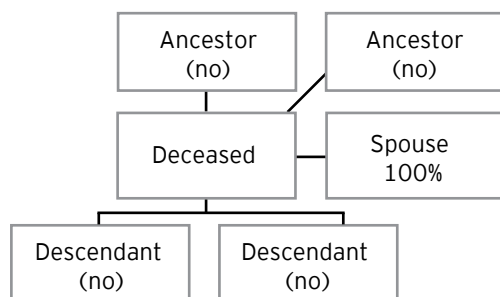 Ancestor
(no)
Ancestor
(no)
Deceased
Spouse
100%
Descendant
(no)
Descendant
(no)